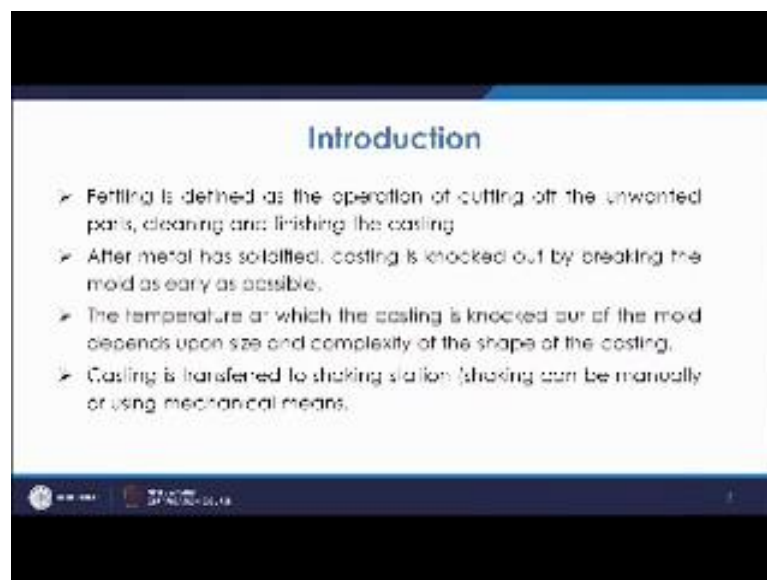 Introduction
➢ Fettling is defined as the operation of cutting off the unwanted
parts, cleaning and finishing the casting
➢ After metal has solidified, casting is knocked out by breaking the
mold as early as possible.
➢ The temperature at which the casting is knocked out of the mold
depends upon size and complexity of the shape of the casting.
➢ Casting is transferred to shaking station (shaking can be manually
or using mechanical means.